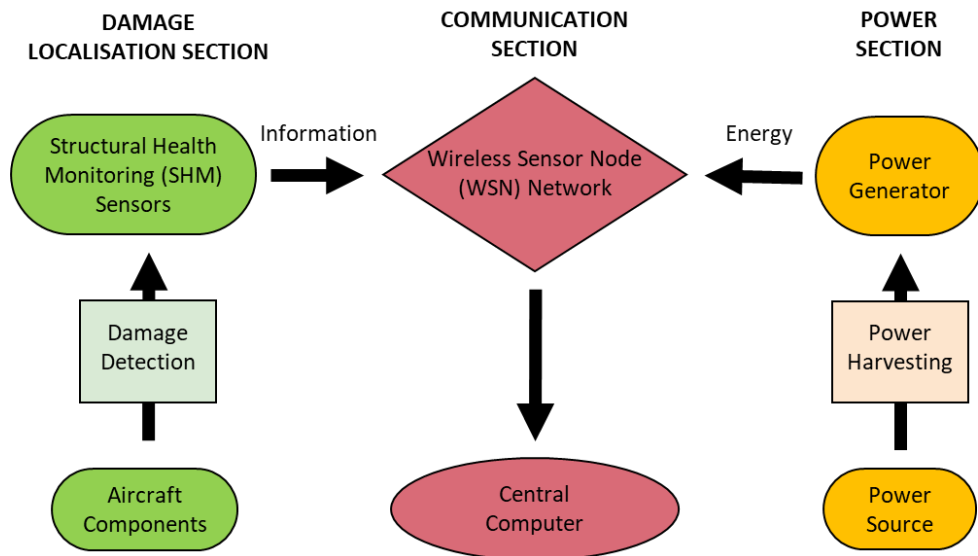 DAMAGE
LOCALISATION SECTION
COMMUNICATION
SECTION
POWER
SECTION
Structural Health
Monitoring (SHM)
Sensors
Information
Wireless Sensor Node
(WSN) Network
Energy
Power
Generator
Damage
Detection
Power
Harvesting
Aircraft
Components
Central
Computer
Power
Source